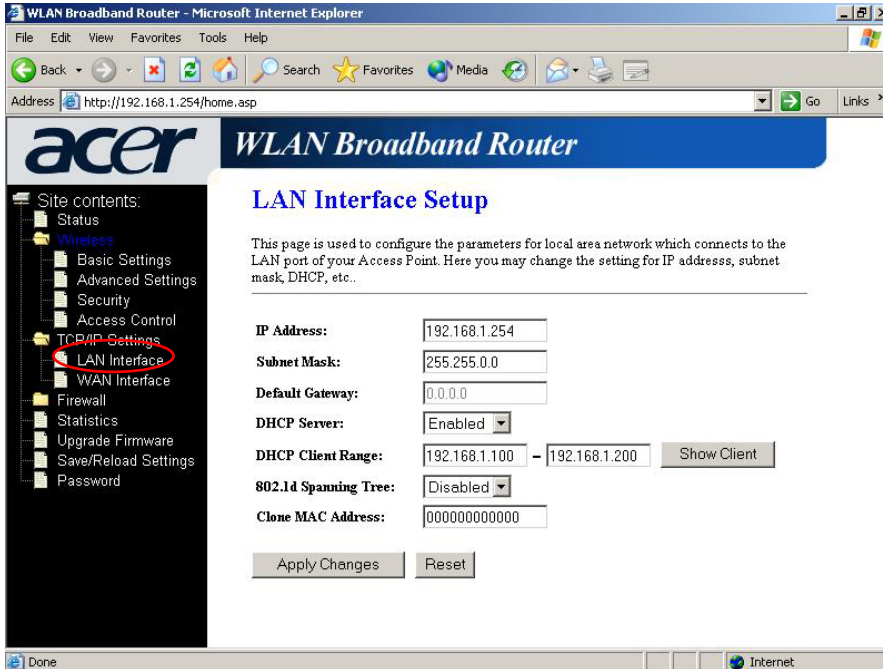 WLAN Broadband Router - Microsoft Internet Explorer
File Edit View Favorites Tools Help
Back Search Favorites Media
Address http://192.168.1.254/home.asp Go Links
acer
WLAN Broadband Router
Site contents:
Status
Wireless
Basic Settings
Advanced Settings
Security
Access Control
TCP/IP Settings
LAN Interface
WAN Interface
Firewall
Statistics
Upgrade Firmware
Save/Reload Settings
Password
LAN Interface Setup
This page is used to configure the parameters for local area network which connects to the
LAN port of your Access Point. Here you may change the setting for IP addresss, subnet
mask, DHCP, etc..
IP Address: 192.168.1.254
Subnet Mask: 255.255.0.0
Default Gateway: 0.0.0.0
DHCP Server: Enabled
DHCP Client Range: 192.168.1.100 – 192.168.1.200 Show Client
802.1d Spanning Tree: Disabled
Clone MAC Address: 000000000000
Apply Changes Reset
Done Internet